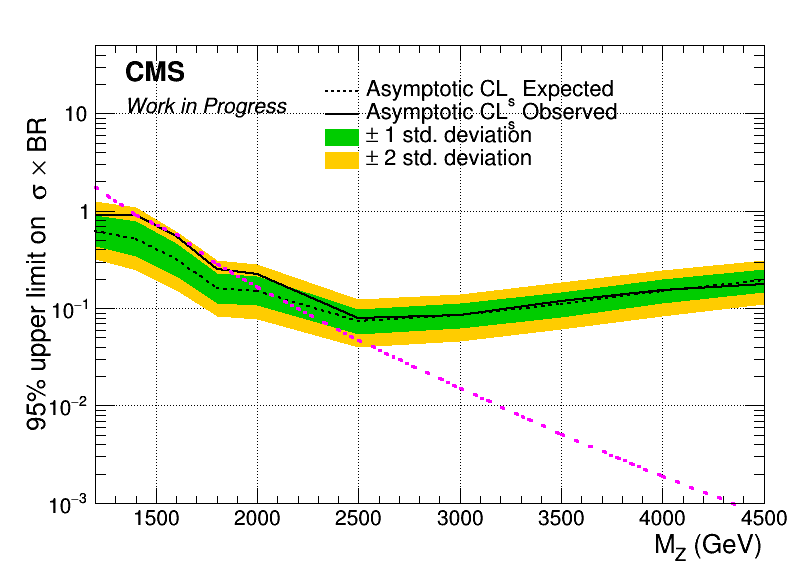 CMS
Work in Progress
Asymptotic CLs Expected
Asymptotic CLs Observed
± 1 std. deviation
± 2 std. deviation
95% upper limit on σ × BR
10
1
10⁻¹
10⁻²
10⁻³
1500 2000 2500 3000 3500 4000 4500
M_Z (GeV)